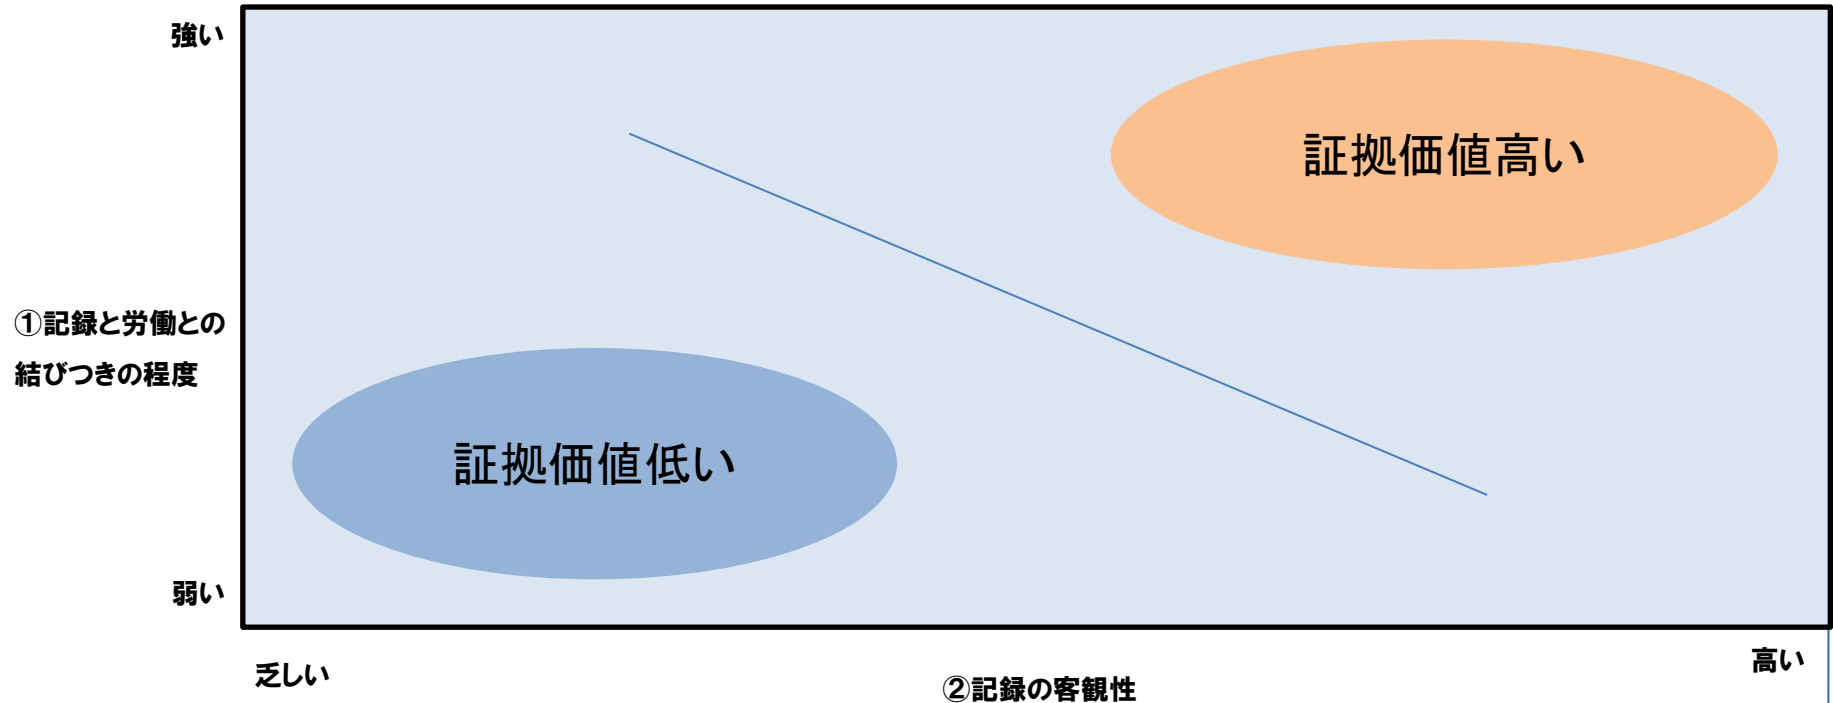 強い
証拠価値高い
①記録と労働との
結びつきの程度
証拠価値低い
弱い
乏しい
②記録の客観性
高い